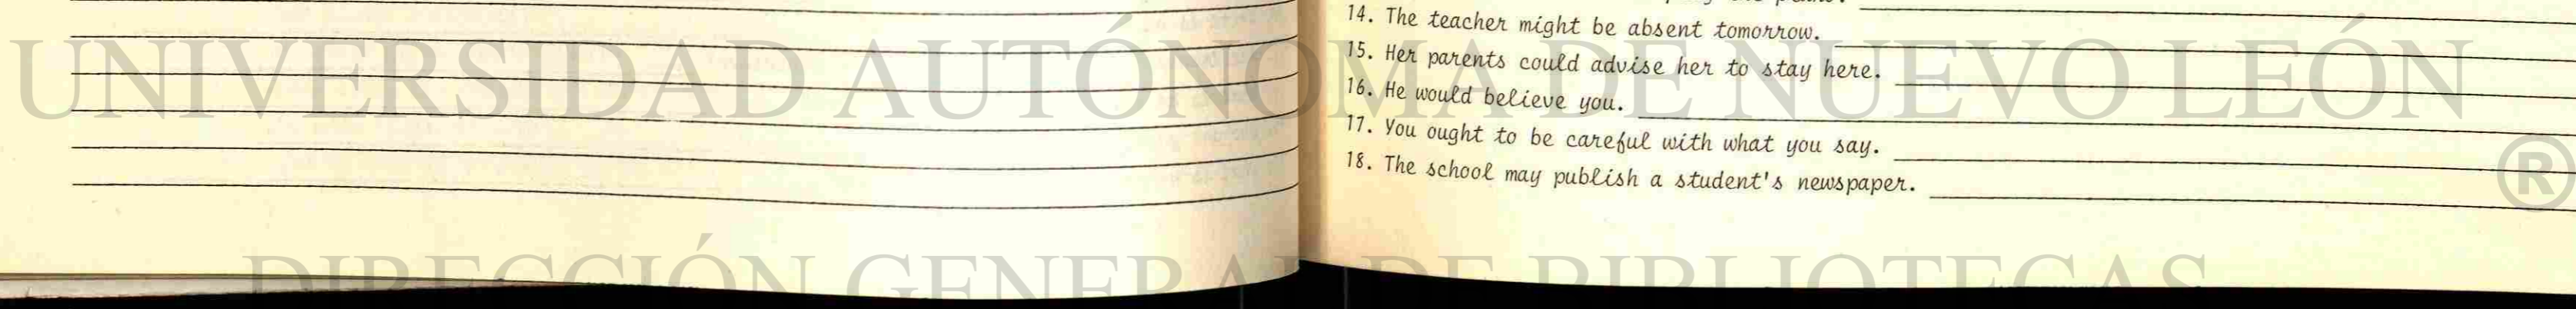 14. The teacher might be absent tomorrow.
15. Her parents could advise her to stay here.
16. He would believe you.
17. You ought to be careful with what you say.
18. The school may publish a student's newspaper.
UNIVERSIDAD AUTÓNOMA DE NUEVO LEÓN
®
DIRECCIÓN GENERAL DE BIBLIOTECAS